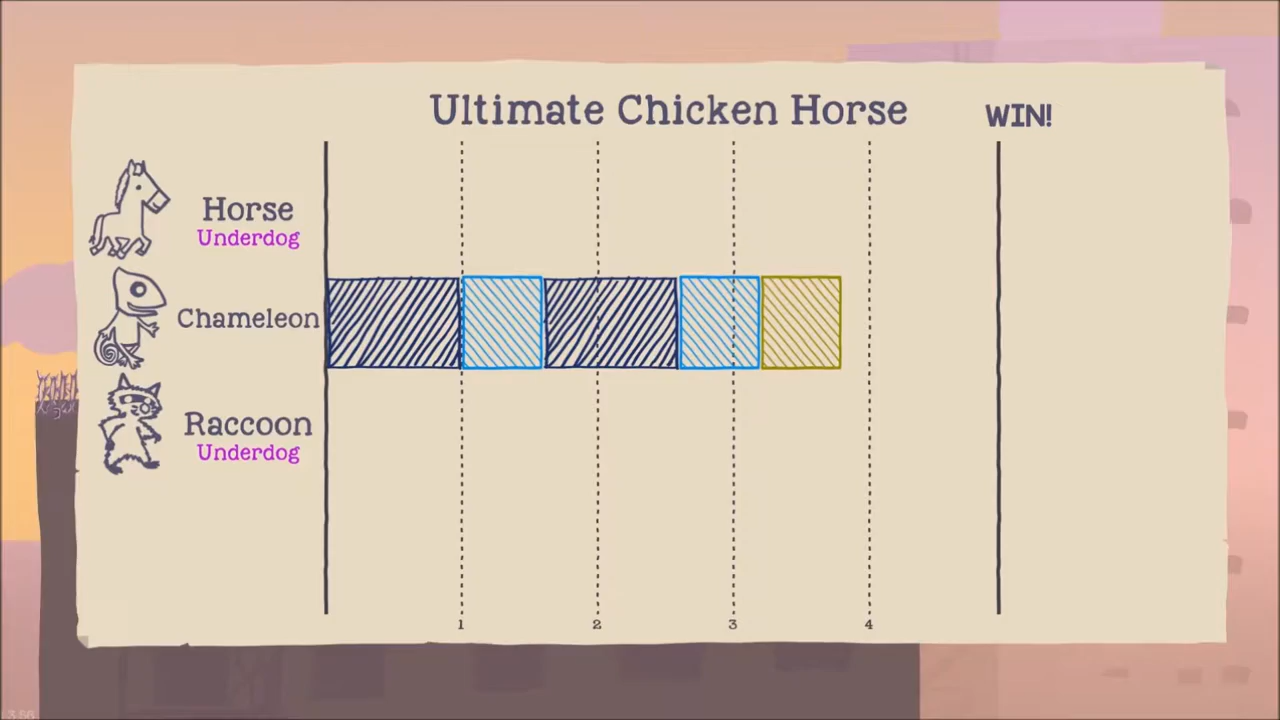 Ultimate Chicken Horse
WIN!
Horse
Underdog
Chameleon
Raccoon
Underdog
1 2 3 4